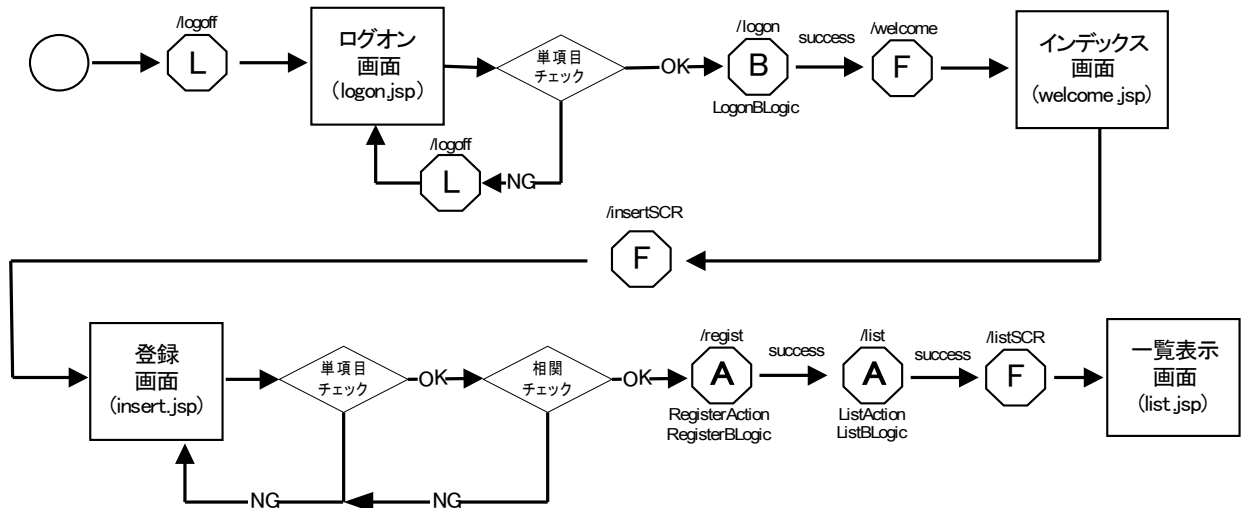 /logoff
L
ログオン
画面
(logon.jsp)
単項目
チェック
OK
/logon
B
LogonBLogic
success
/welcome
F
インデックス
画面
(welcome.jsp)
/logoff
L
NG
/insertSCR
F
登録
画面
(insert.jsp)
単項目
チェック
OK
相関
チェック
OK
/regist
A
RegisterAction
RegisterBLogic
success
/list
A
ListAction
ListBLogic
success
/listSCR
F
一覧表示
画面
(list.jsp)
NG
NG